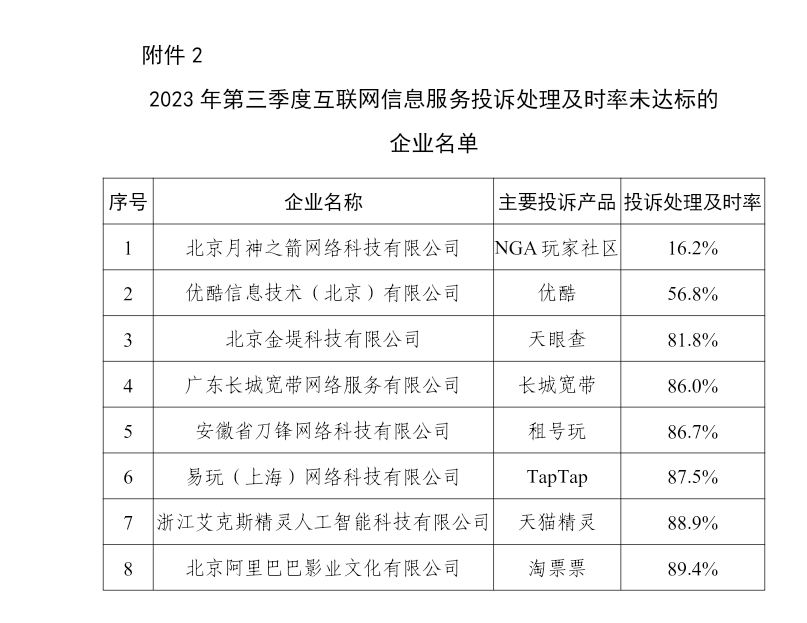 附件 2
2023 年第三季度互联网信息服务投诉处理及时率未达标的
企业名单
序号 企业名称 主要投诉产品 投诉处理及时率
1 北京月神之箭网络科技有限公司 NGA 玩家社区 16.2%
2 优酷信息技术（北京）有限公司 优酷 56.8%
3 北京金堤科技有限公司 天眼查 81.8%
4 广东长城宽带网络服务有限公司 长城宽带 86.0%
5 安徽省刀锋网络科技有限公司 租号玩 86.7%
6 易玩（上海）网络科技有限公司 TapTap 87.5%
7 浙江艾克斯精灵人工智能科技有限公司 天猫精灵 88.9%
8 北京阿里巴巴影业文化有限公司 淘票票 89.4%